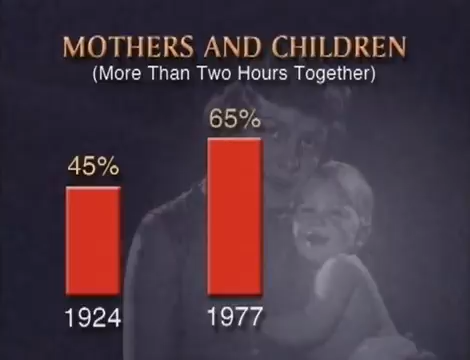 MOTHERS AND CHILDREN
(More Than Two Hours Together)
65%
45%
1924
1977